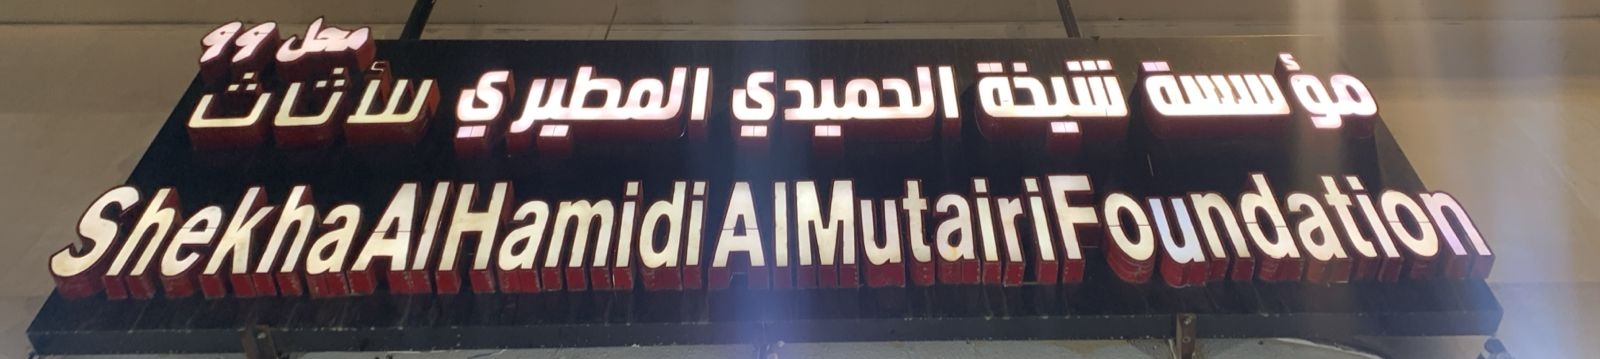 محل ٩٩
مؤسسة شيخة الحميدي المطيري للأثاث
Shekha Al Hamidi Al Mutairi Foundation